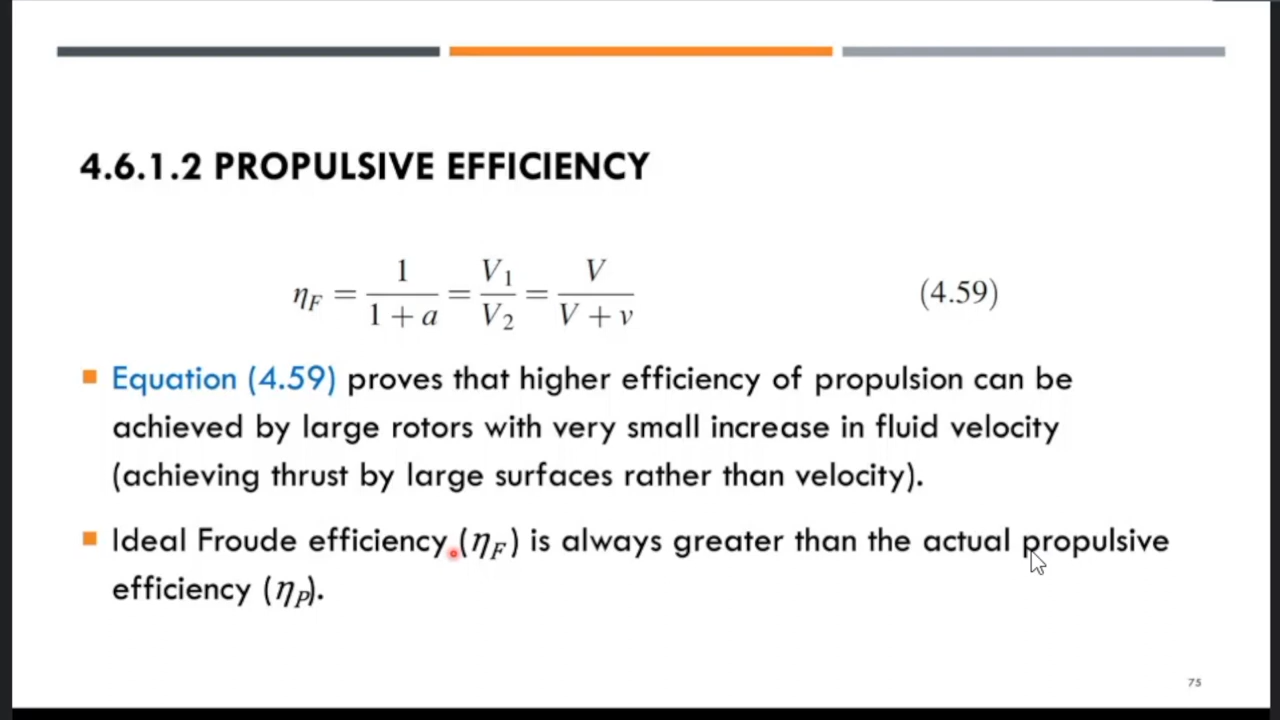 4.6.1.2 PROPULSIVE EFFICIENCY
η_F = 1/(1 + a) = V₁/V₂ = V/(V + v) (4.59)
Equation (4.59) proves that higher efficiency of propulsion can be
achieved by large rotors with very small increase in fluid velocity
(achieving thrust by large surfaces rather than velocity).
Ideal Froude efficiency (η_F) is always greater than the actual propulsive
efficiency (η_P).
75